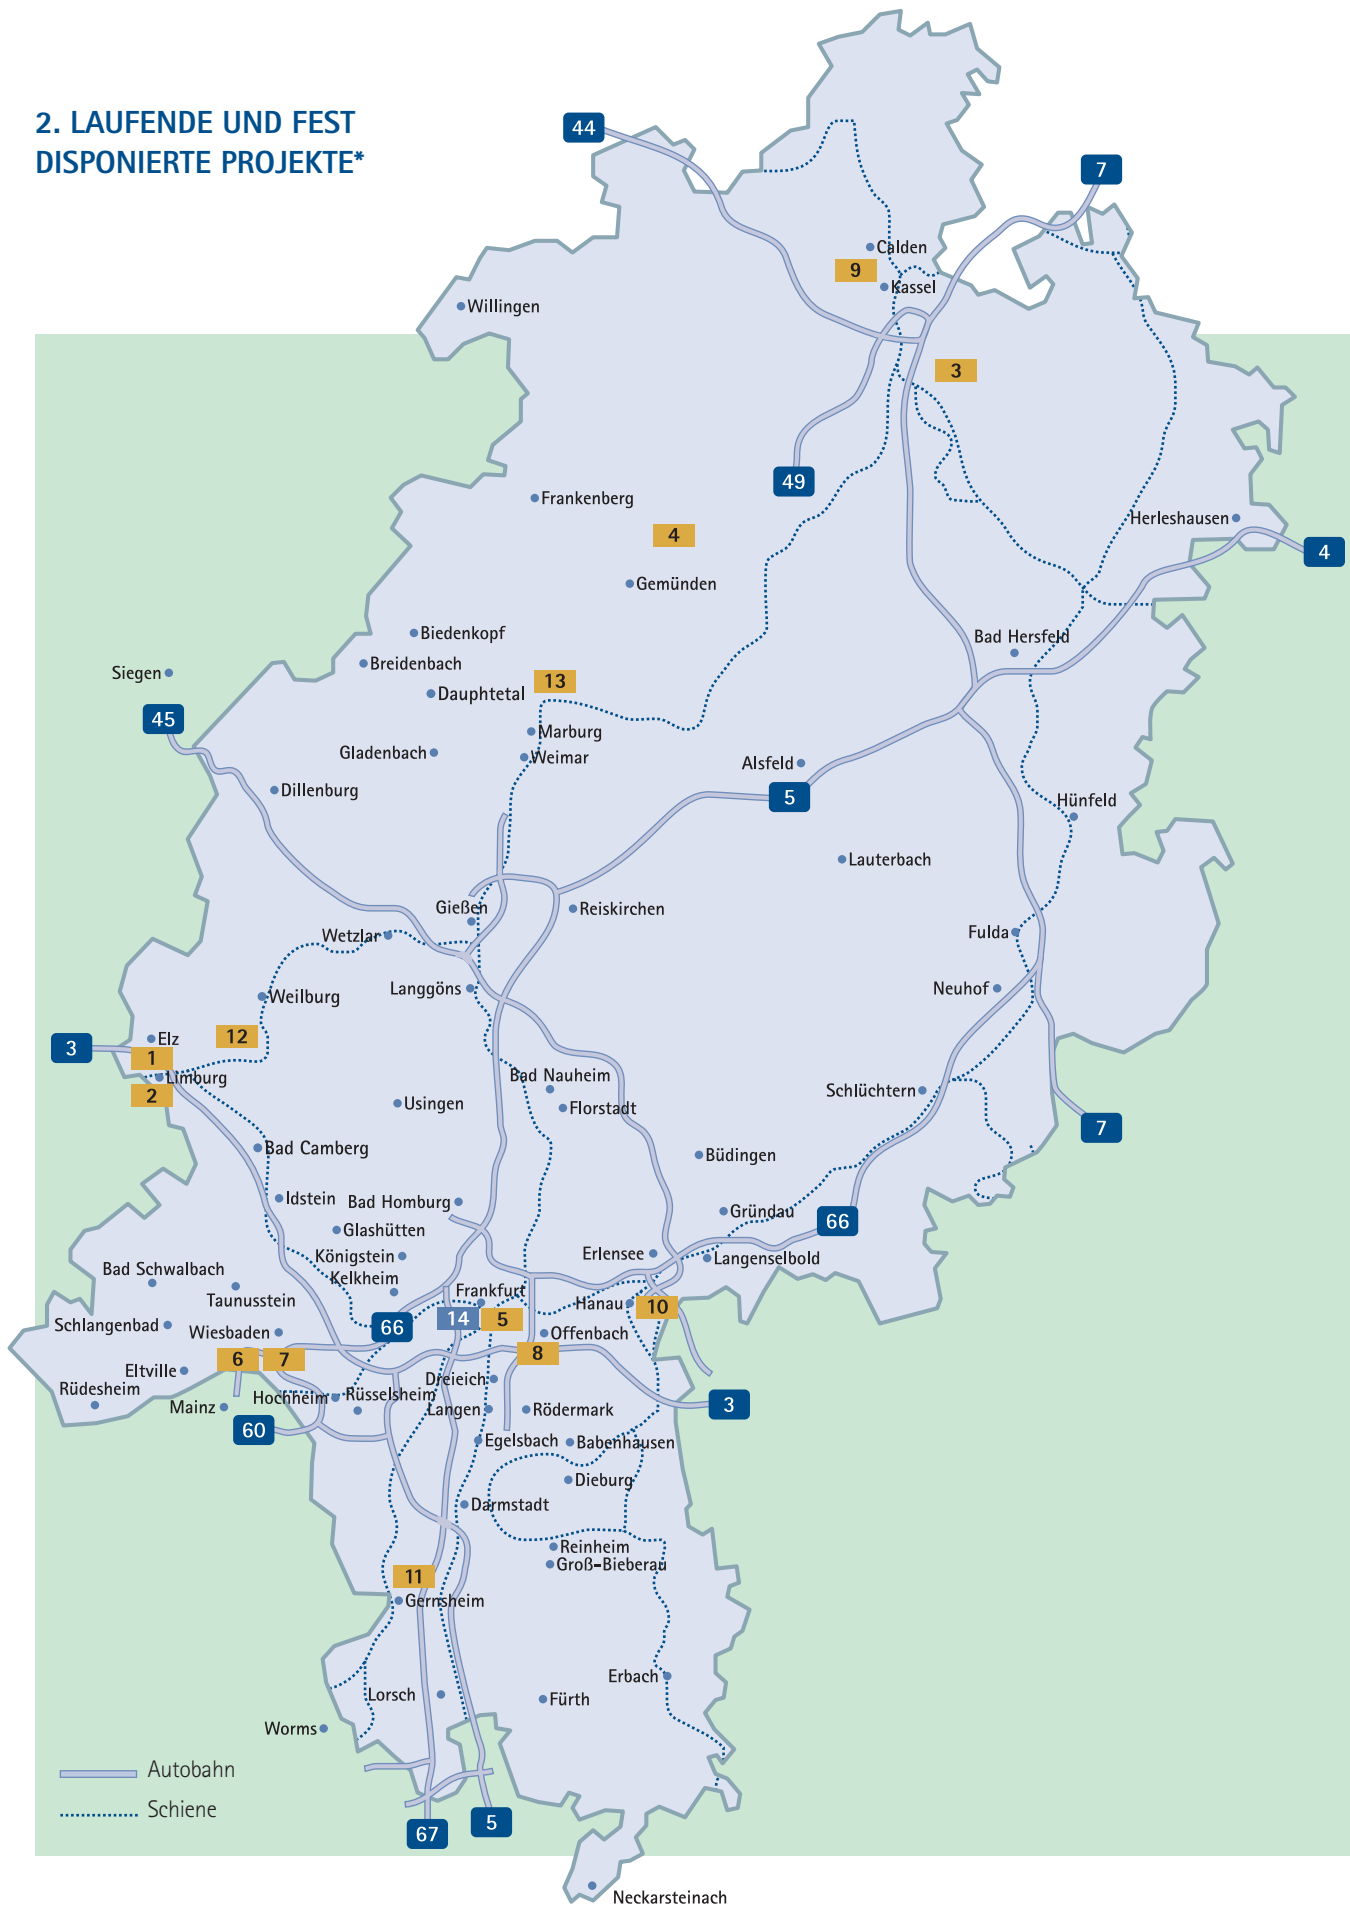 2. LAUFENDE UND FEST
DISPONIERTE PROJEKTE*
44
7
Calden
9
Kassel
Willingen
3
49
Frankenberg
Herleshausen
4
4
Gemünden
Biedenkopf
Bad Hersfeld
Breidenbach
Siegen
13
Dauphtetal
45
Marburg
Gladenbach
Weimar
Alsfeld
Dillenburg
5
Hünfeld
Lauterbach
Gießen
Reiskirchen
Wetzlar
Fulda
Langgöns
Neuhof
Weilburg
12
Elz
3
1
Bad Nauheim
Limburg
Schlüchtern
2
Usingen
Florstadt
7
Bad Camberg
Büdingen
Idstein
Bad Homburg
Gründau
66
Glashütten
Königstein
Erlensee
Langenselbold
Bad Schwalbach
Kelkheim
Taunusstein
Frankfurt
Hanau
10
14
5
Schlangenbad
66
Wiesbaden
Offenbach
6
7
8
Eltville
Dreieich
Rüdesheim
Hochheim
Rüsselsheim
Mainz
Langen
Rödermark
3
60
Egelsbach
Babenhausen
Dieburg
Darmstadt
Reinheim
Groß-Bieberau
11
Gernsheim
Erbach
Lorsch
Fürth
Worms
Autobahn
Schiene
67
5
Neckarsteinach